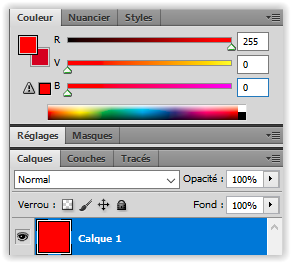 Couleur Nuancier Styles
R 255
V 0
B 0
Réglages Masques
Calques Couches Tracés
Normal Opacité : 100%
Verrou : Fond : 100%
Calque 1